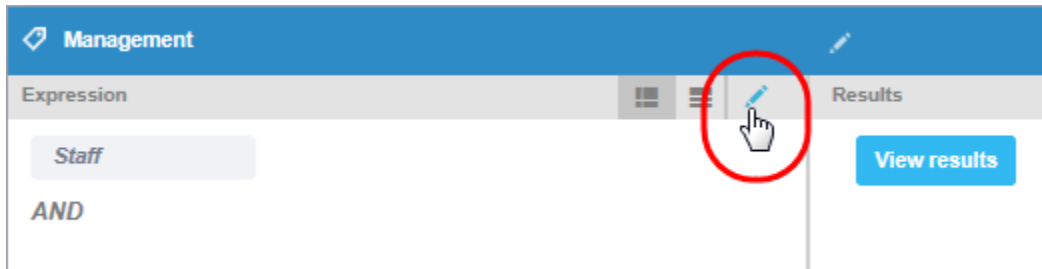 Management
Expression
Results
Staff
View results
AND